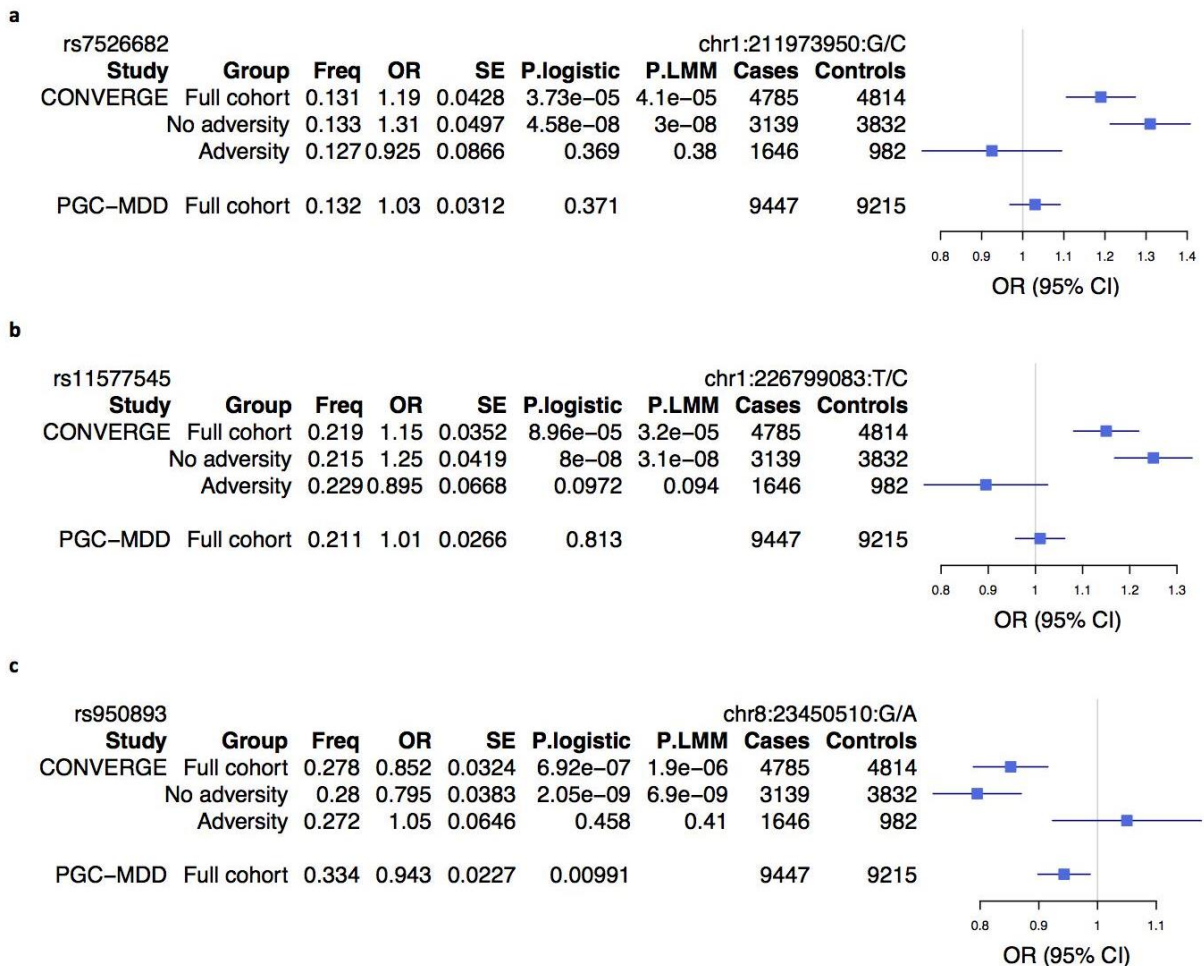 a
rs7526682 chr1:211973950:G/C
Study Group Freq OR SE P.logistic P.LMM Cases Controls
CONVERGE Full cohort 0.131 1.19 0.0428 3.73e−05 4.1e−05 4785 4814
No adversity 0.133 1.31 0.0497 4.58e−08 3e−08 3139 3832
Adversity 0.127 0.925 0.0866 0.369 0.38 1646 982
PGC−MDD Full cohort 0.132 1.03 0.0312 0.371 9447 9215
0.8 0.9 1 1.1 1.2 1.3 1.4
OR (95% CI)
b
rs11577545 chr1:226799083:T/C
Study Group Freq OR SE P.logistic P.LMM Cases Controls
CONVERGE Full cohort 0.219 1.15 0.0352 8.96e−05 3.2e−05 4785 4814
No adversity 0.215 1.25 0.0419 8e−08 3.1e−08 3139 3832
Adversity 0.229 0.895 0.0668 0.0972 0.094 1646 982
PGC−MDD Full cohort 0.211 1.01 0.0266 0.813 9447 9215
0.8 0.9 1 1.1 1.2 1.3
OR (95% CI)
c
rs950893 chr8:23450510:G/A
Study Group Freq OR SE P.logistic P.LMM Cases Controls
CONVERGE Full cohort 0.278 0.852 0.0324 6.92e−07 1.9e−06 4785 4814
No adversity 0.28 0.795 0.0383 2.05e−09 6.9e−09 3139 3832
Adversity 0.272 1.05 0.0646 0.458 0.41 1646 982
PGC−MDD Full cohort 0.334 0.943 0.0227 0.00991 9447 9215
0.8 0.9 1 1.1
OR (95% CI)